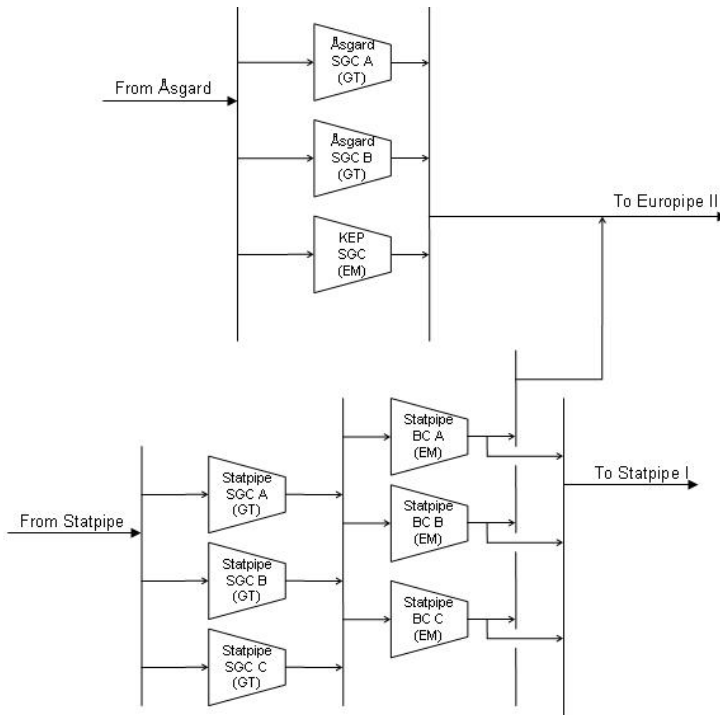 Åsgard
SGC A
(GT)
From Åsgard
Åsgard
SGC B
(GT)
To Europipe II
KEP
SGC
(EM)
Statpipe
BC A
(EM)
Statpipe
SGC A
(GT)
To Statpipe I
Statpipe
BC B
(EM)
From Statpipe
Statpipe
SGC B
(GT)
Statpipe
BC C
(EM)
Statpipe
SGC C
(GT)